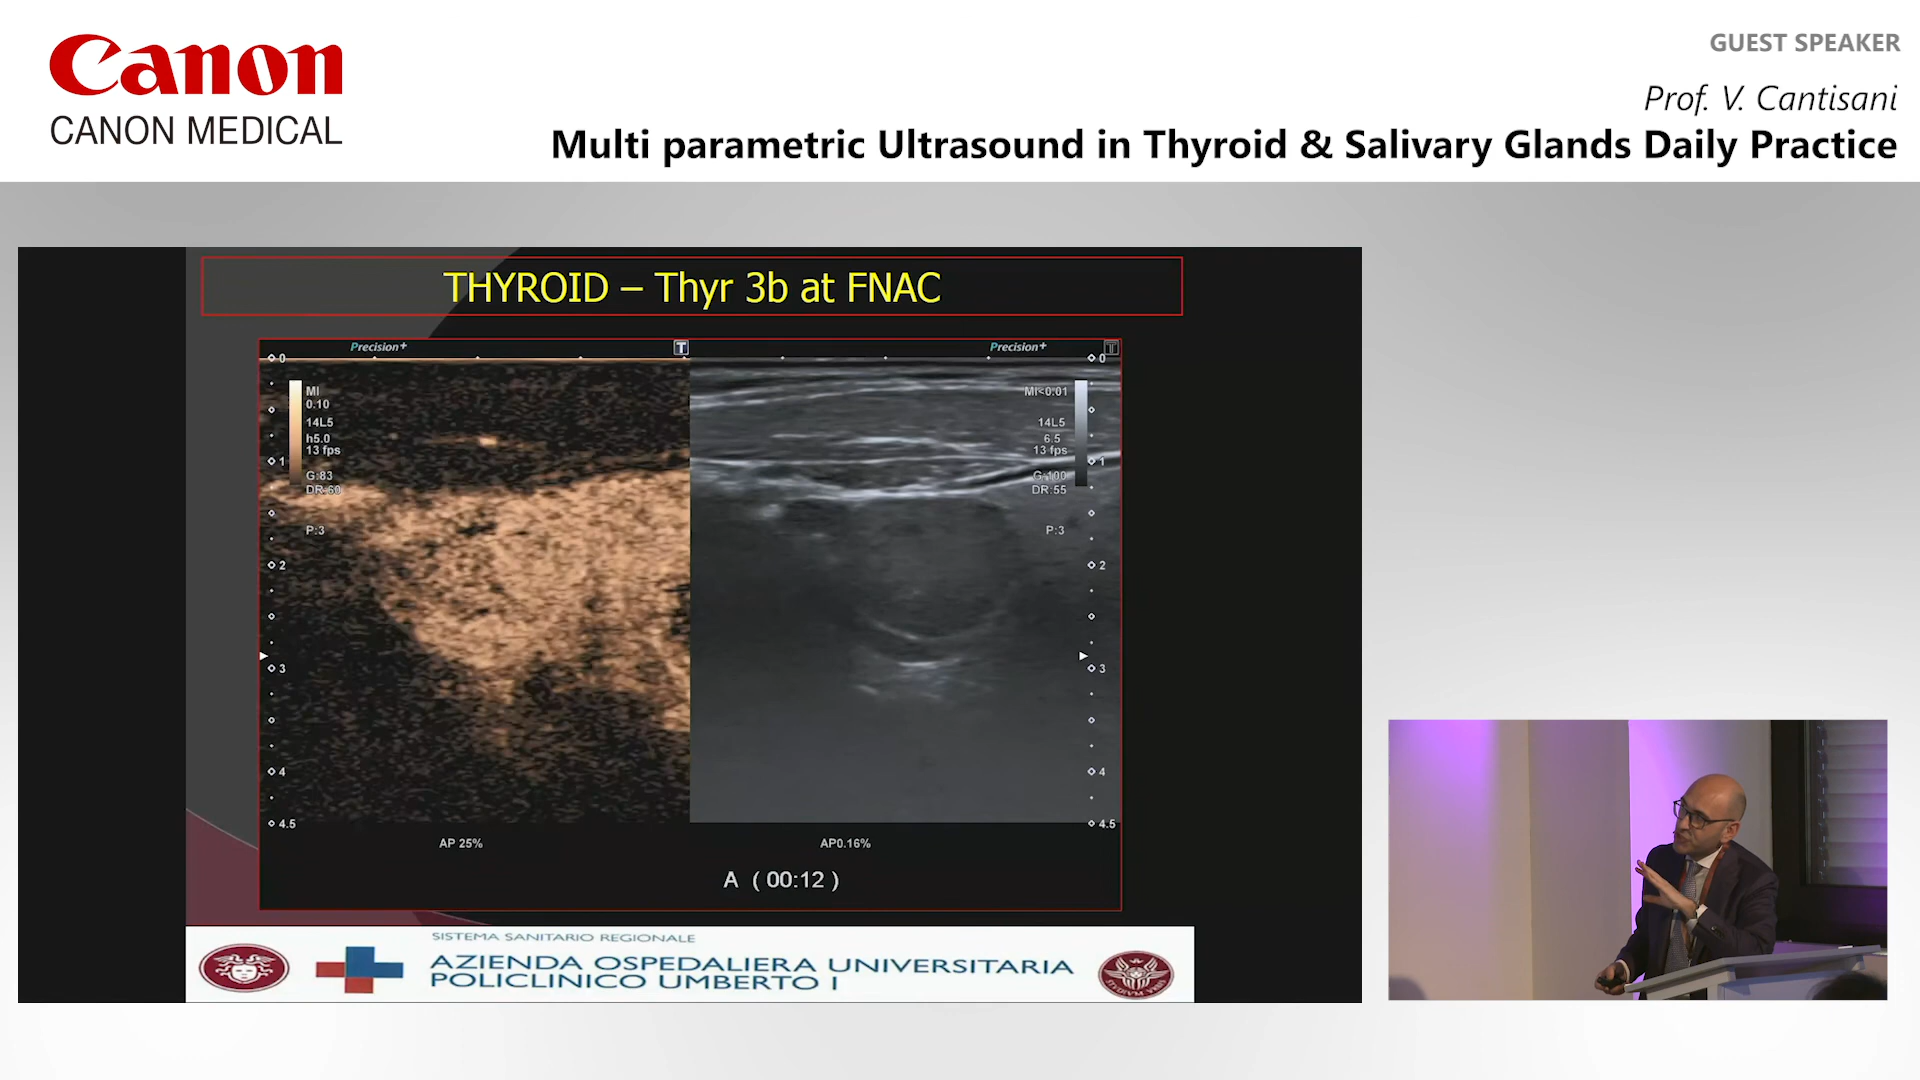 Canon
CANON MEDICAL
GUEST SPEAKER
Prof. V. Cantisani
Multi parametric Ultrasound in Thyroid & Salivary Glands Daily Practice
THYROID – Thyr 3b at FNAC
Precision+
T
Precision+
T
0
0
MI
0.10
14L5
h5.0
13 fps
G:83
DR:60
P:3
MI<0.01
14L5
6.5
13 fps
G:100
DR:55
P:3
1
1
2
2
3
3
4
4
4.5
4.5
AP 25%
AP0.16%
A ( 00:12 )
SISTEMA SANITARIO REGIONALE
AZIENDA OSPEDALIERA UNIVERSITARIA
POLICLINICO UMBERTO I
STUDIUM URBIS